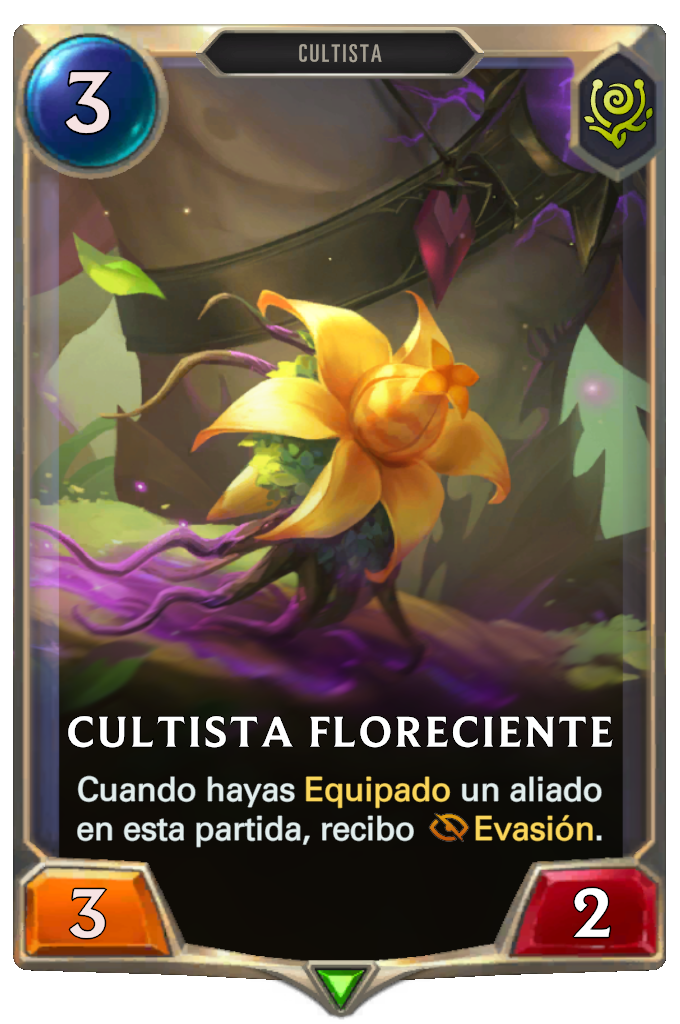 3
CULTISTA
CULTISTA FLORECIENTE
Cuando hayas Equipado un aliado
en esta partida, recibo Evasión.
3
2